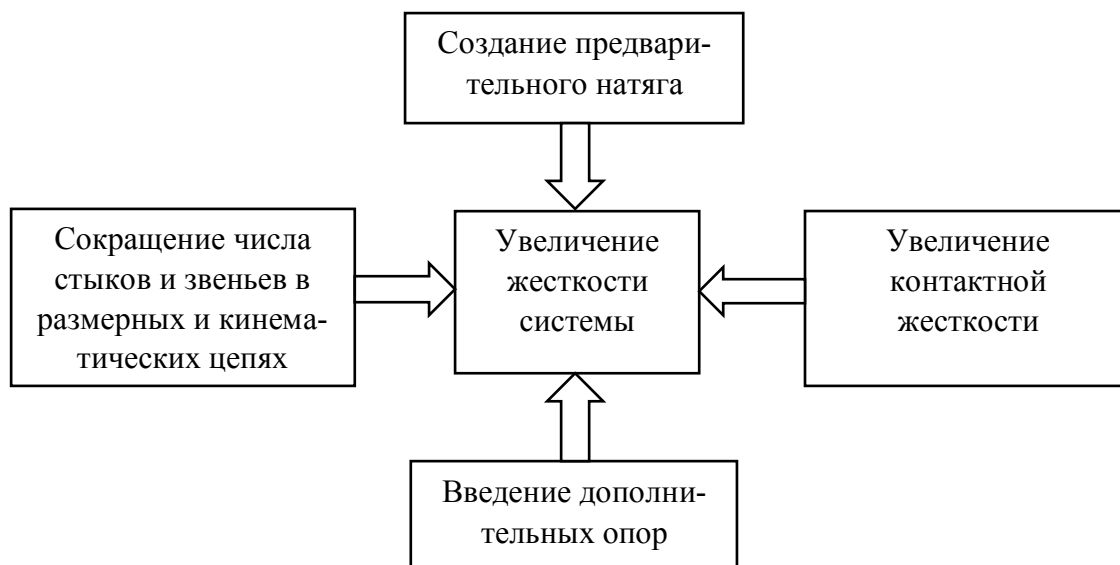 Создание предвари-
тельного натяга
Сокращение числа
стыков и звеньев в
размерных и кинема-
тических цепях
Увеличение
жесткости
системы
Увеличение
контактной
жесткости
Введение дополни-
тельных опор